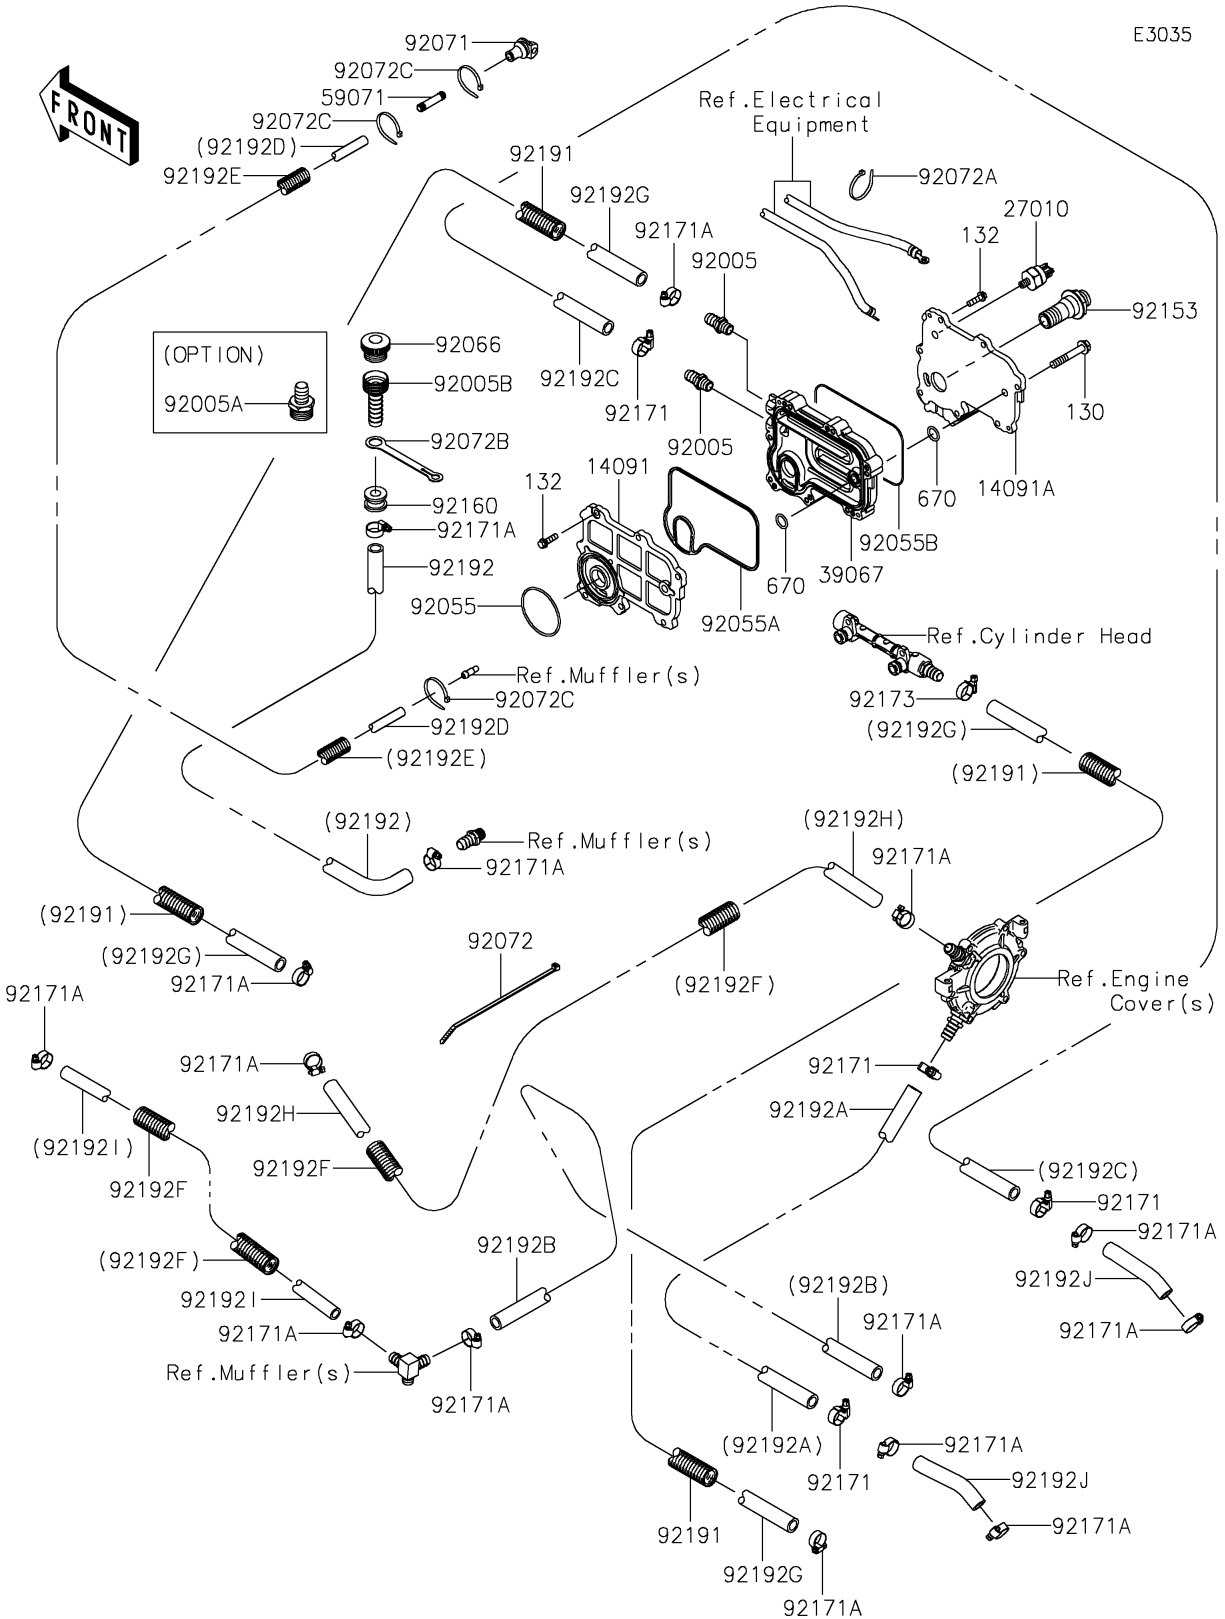 E3035
FRONT
92071
92072C
59071
92072C
(92192D)
92192E
Ref.Electrical
Equipment
92191
92192G
92171A
92005
92072A
27010
132
92153
(OPTION)
92005A
92066
92005B
92072B
92160
92171A
92192
92192C
92171
92005
130
14091A
670
92055B
39067
670
14091
132
92055
92055A
Ref.Cylinder Head
92173
(92192G)
(92191)
Ref.Muffler(s)
92072C
92192D
(92192E)
(92192)
Ref.Muffler(s)
92171A
(92192H)
92171A
(92191)
(92192G)
92171A
92072
(92192F)
Ref.Engine
Cover(s)
92171A
92171A
92192H
92192F
(92192I)
92192F
92171
92192A
(92192C)
92171
92171A
92192J
92171A
(92192F)
92192I
92171A
Ref.Muffler(s)
92192B
92171A
(92192B)
92171A
(92192A)
92171
92171A
92192J
92171A
92191
92192G
92171A